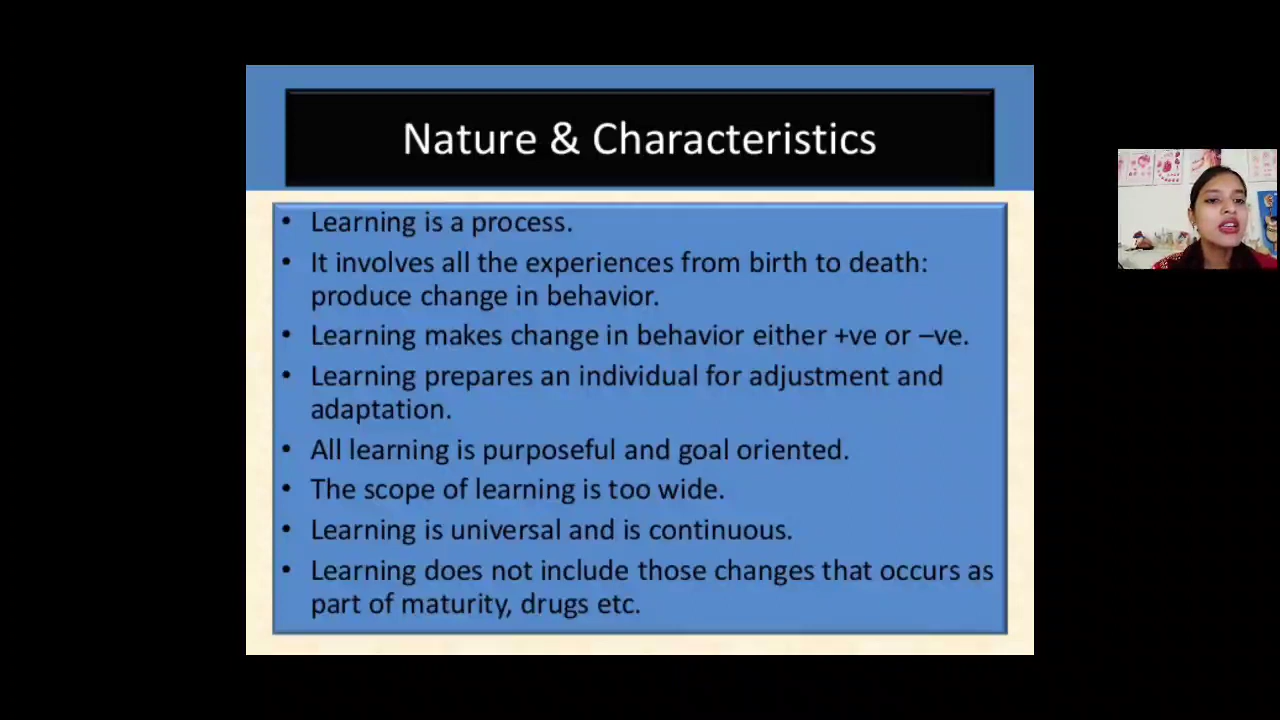 Nature & Characteristics
• Learning is a process.
• It involves all the experiences from birth to death:
produce change in behavior.
• Learning makes change in behavior either +ve or –ve.
• Learning prepares an individual for adjustment and
adaptation.
• All learning is purposeful and goal oriented.
• The scope of learning is too wide.
• Learning is universal and is continuous.
• Learning does not include those changes that occurs as
part of maturity, drugs etc.